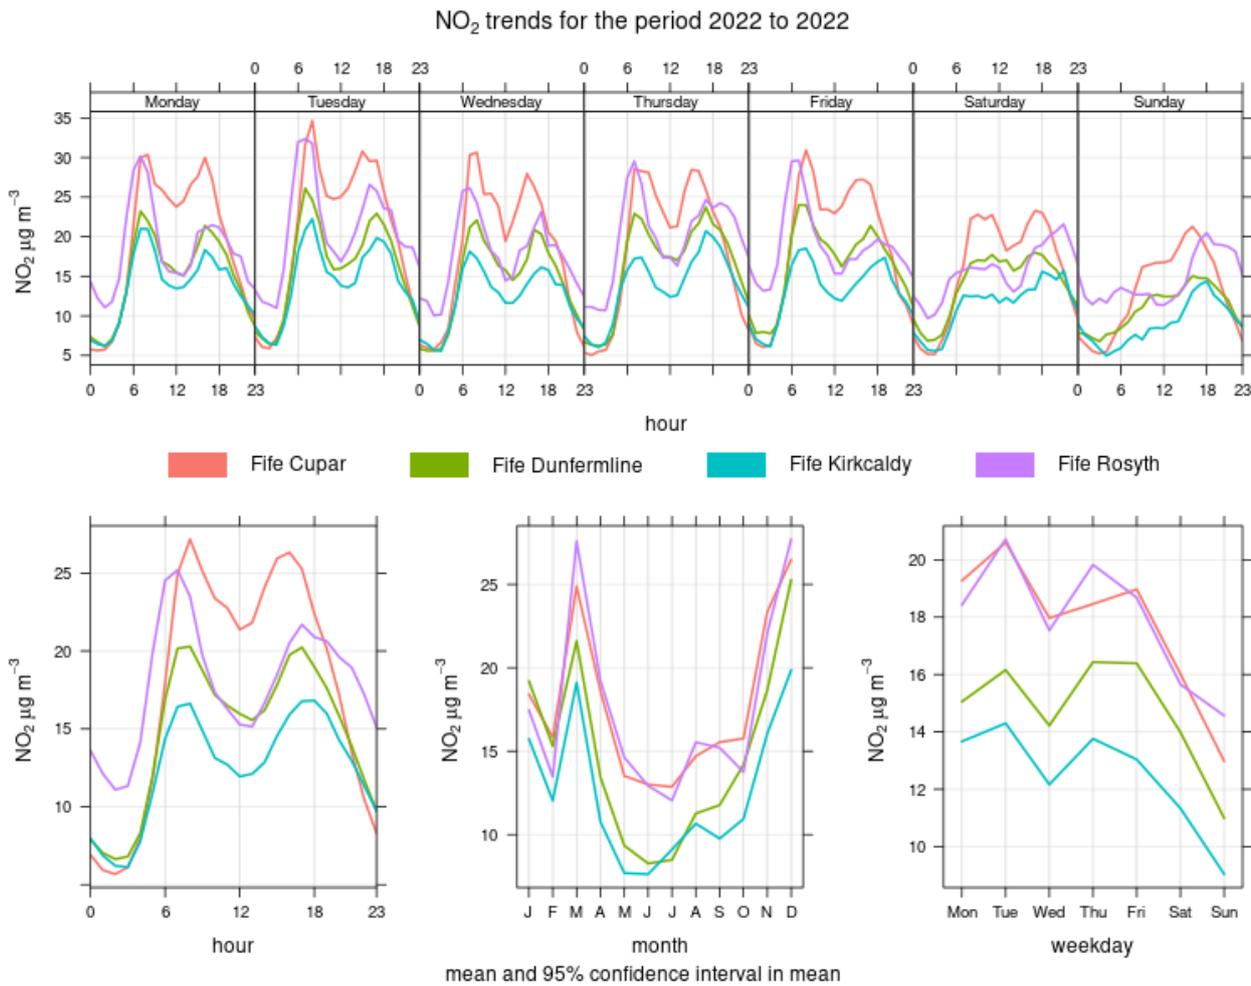 NO2 trends for the period 2022 to 2022
0 6 12 18 23 0 6 12 18 23 0 6 12 18 23
Monday Tuesday Wednesday Thursday Friday Saturday Sunday
35
30
25
20
15
10
5
NO2 µg m−3
0 6 12 18 23 0 6 12 18 23 0 6 12 18 23 0 6 12 18 23
hour
Fife Cupar Fife Dunfermline Fife Kirkcaldy Fife Rosyth
25
20
15
10
NO2 µg m−3
0 6 12 18 23
hour
25
20
15
10
NO2 µg m−3
J F M A M J J A S O N D
month
20
18
16
14
12
10
NO2 µg m−3
Mon Tue Wed Thu Fri Sat Sun
weekday
mean and 95% confidence interval in mean